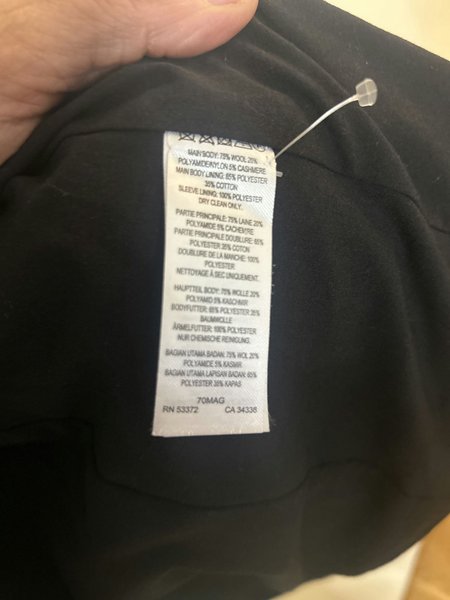 MAIN BODY: 75% WOOL 20%
POLYAMIDE/NYLON 5% CASHMERE
MAIN BODY LINING: 65% POLYESTER
35% COTTON
SLEEVE LINING: 100% POLYESTER
DRY CLEAN ONLY.
PARTIE PRINCIPALE: 75% LAINE 20%
POLYAMIDE 5% CACHEMIRE
PARTIE PRINCIPALE DOUBLURE: 65%
POLYESTER 35% COTON
DOUBLURE DE LA MANCHE: 100%
POLYESTER
NETTOYAGE À SEC UNIQUEMENT.
HAUPTTEIL BODY: 75% WOLLE 20%
POLYAMID 5% KASCHMIR
BODYFUTTER: 65% POLYESTER 35%
BAUMWOLLE
ÄRMELFUTTER: 100% POLYESTER
NUR CHEMISCHE REINIGUNG.
BAGIAN UTAMA BADAN: 75% WOL 20%
POLYAMIDE 5% KASMIR
BAGIAN UTAMA LAPISAN BADAN: 65%
POLYESTER 35% KAPAS
70MAG
RN 53372 CA 34336